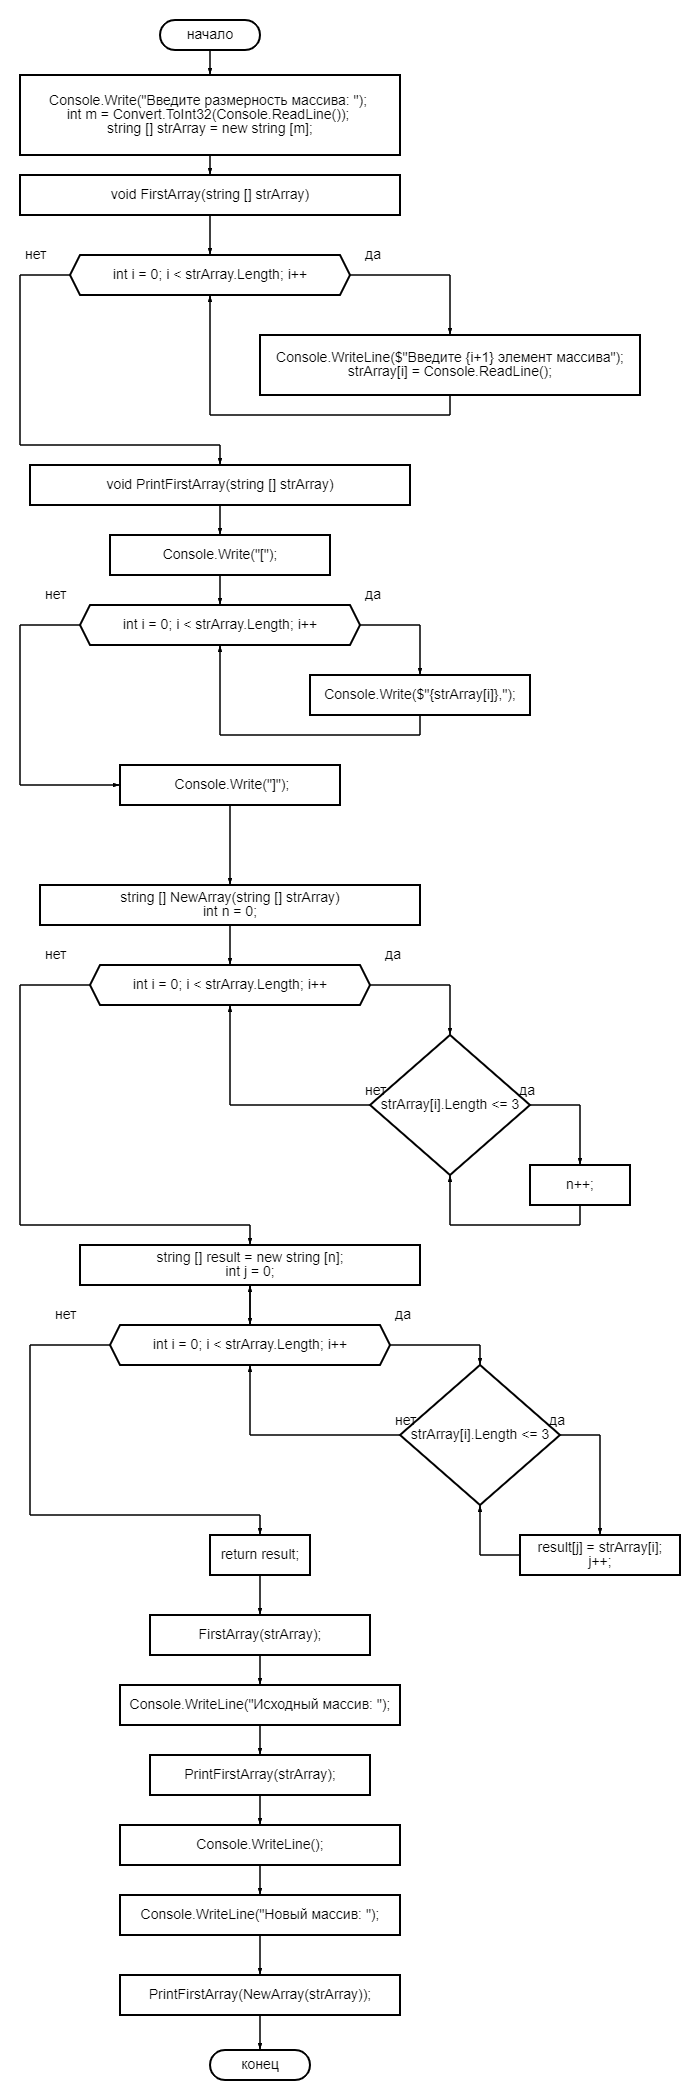 начало
Console.Write("Введите размерность массива: ");
int m = Convert.ToInt32(Console.ReadLine());
string [] strArray = new string [m];
void FirstArray(string [] strArray)
нет
да
int i = 0; i < strArray.Length; i++
Console.WriteLine($"Введите {i+1} элемент массива");
strArray[i] = Console.ReadLine();
void PrintFirstArray(string [] strArray)
Console.Write("[");
нет
да
int i = 0; i < strArray.Length; i++
Console.Write($"{strArray[i]},");
Console.Write("]");
string [] NewArray(string [] strArray)
int n = 0;
нет
да
int i = 0; i < strArray.Length; i++
нет
да
strArray[i].Length <= 3
n++;
string [] result = new string [n];
int j = 0;
нет
да
int i = 0; i < strArray.Length; i++
нет
да
strArray[i].Length <= 3
result[j] = strArray[i];
j++;
return result;
FirstArray(strArray);
Console.WriteLine("Исходный массив: ");
PrintFirstArray(strArray);
Console.WriteLine();
Console.WriteLine("Новый массив: ");
PrintFirstArray(NewArray(strArray));
конец